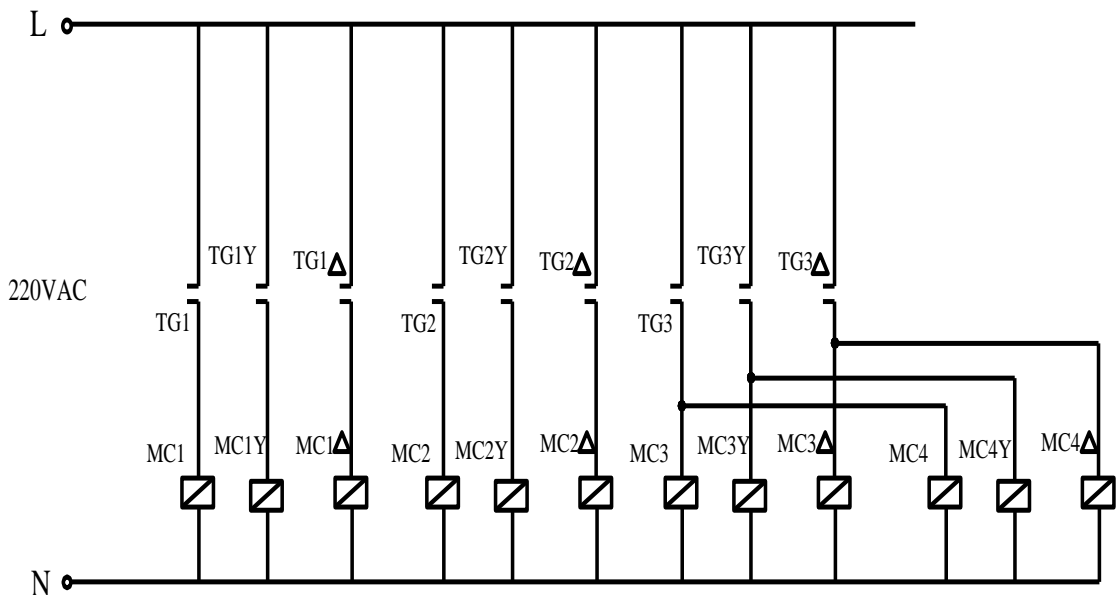 L
TG1Y TG1Δ TG2Y TG2Δ TG3Y TG3Δ
220VAC
TG1 TG2 TG3
MC1 MC1Y MC1Δ MC2 MC2Y MC2Δ MC3 MC3Y MC3Δ MC4 MC4Y MC4Δ
N